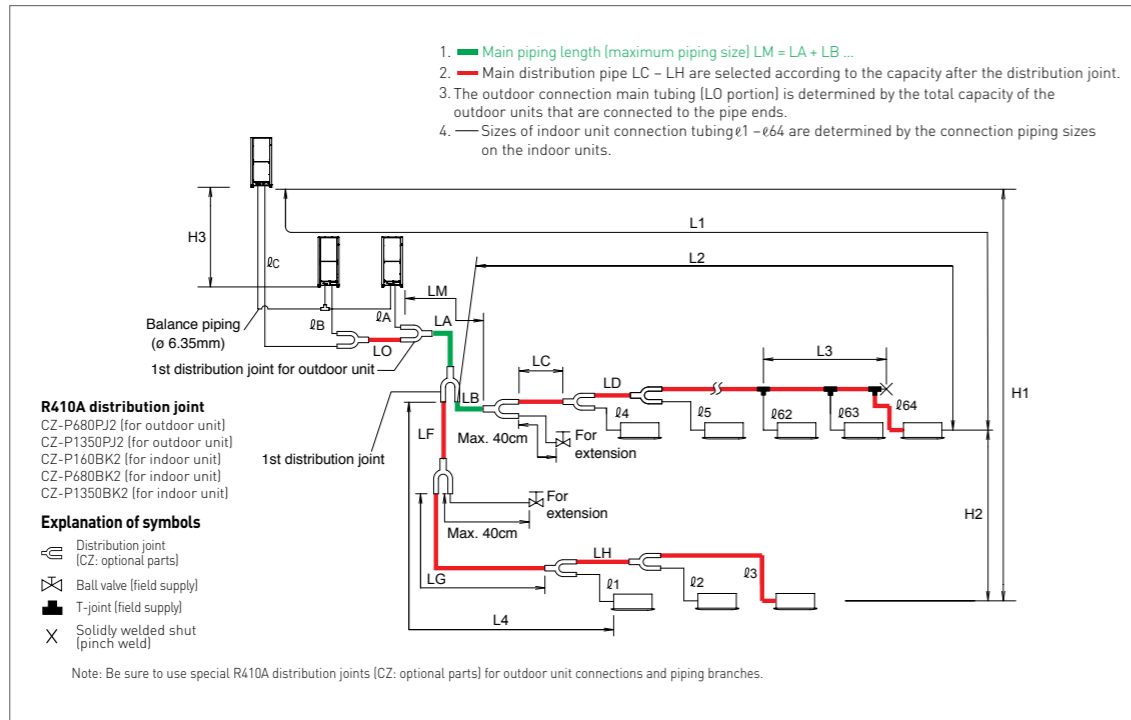 1. Main piping length (maximum piping size) LM = LA + LB ...
2. Main distribution pipe LC – LH are selected according to the capacity after the distribution joint.
3. The outdoor connection main tubing (LO portion) is determined by the total capacity of the
outdoor units that are connected to the pipe ends.
4. Sizes of indoor unit connection tubing ℓ1 – ℓ64 are determined by the connection piping sizes
on the indoor units.
L1
H3
ℓC
L2
LM
ℓA
LA
Balance piping
(ø 6.35mm)
ℓB
LO
LC
L3
LD
H1
1st distribution joint for outdoor unit
LB
ℓ4
ℓ5
ℓ62
ℓ63
ℓ64
R410A distribution joint
CZ-P680PJ2 (for outdoor unit)
CZ-P1350PJ2 (for outdoor unit)
CZ-P160BK2 (for indoor unit)
CZ-P680BK2 (for indoor unit)
CZ-P1350BK2 (for indoor unit)
LF
Max. 40cm
For
extension
1st distribution joint
For
extension
Max. 40cm
H2
Explanation of symbols
Distribution joint
(CZ: optional parts)
Ball valve (field supply)
T-joint (field supply)
Solidly welded shut
(pinch weld)
LG
LH
ℓ1
ℓ2
ℓ3
L4
Note: Be sure to use special R410A distribution joints (CZ: optional parts) for outdoor unit connections and piping branches.